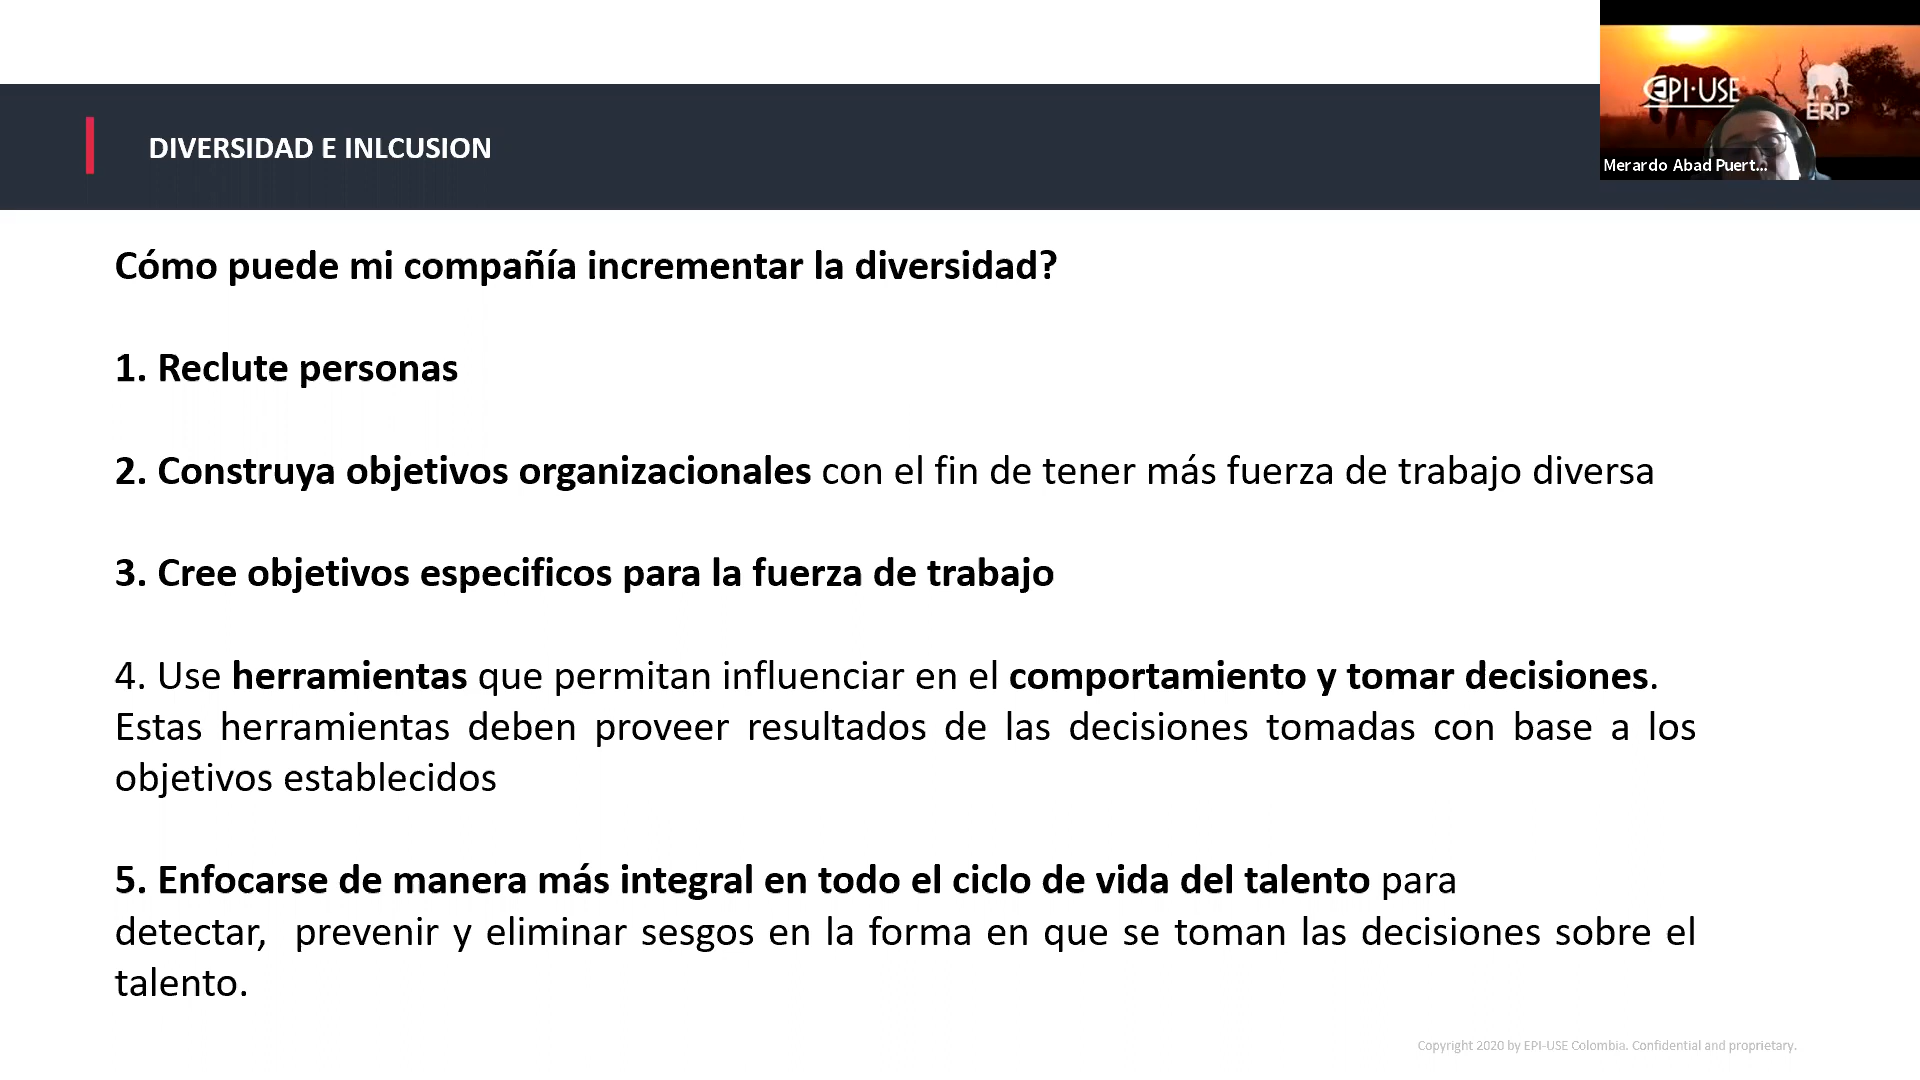 EPI-USE
ERP
Merardo Abad Puert...
DIVERSIDAD E INLCUSION
Cómo puede mi compañía incrementar la diversidad?
1. Reclute personas
2. Construya objetivos organizacionales con el fin de tener más fuerza de trabajo diversa
3. Cree objetivos especificos para la fuerza de trabajo
4. Use herramientas que permitan influenciar en el comportamiento y tomar decisiones.
Estas herramientas deben proveer resultados de las decisiones tomadas con base a los
objetivos establecidos
5. Enfocarse de manera más integral en todo el ciclo de vida del talento para
detectar, prevenir y eliminar sesgos en la forma en que se toman las decisiones sobre el
talento.
Copyright 2020 by EPI-USE Colombia. Confidential and proprietary.